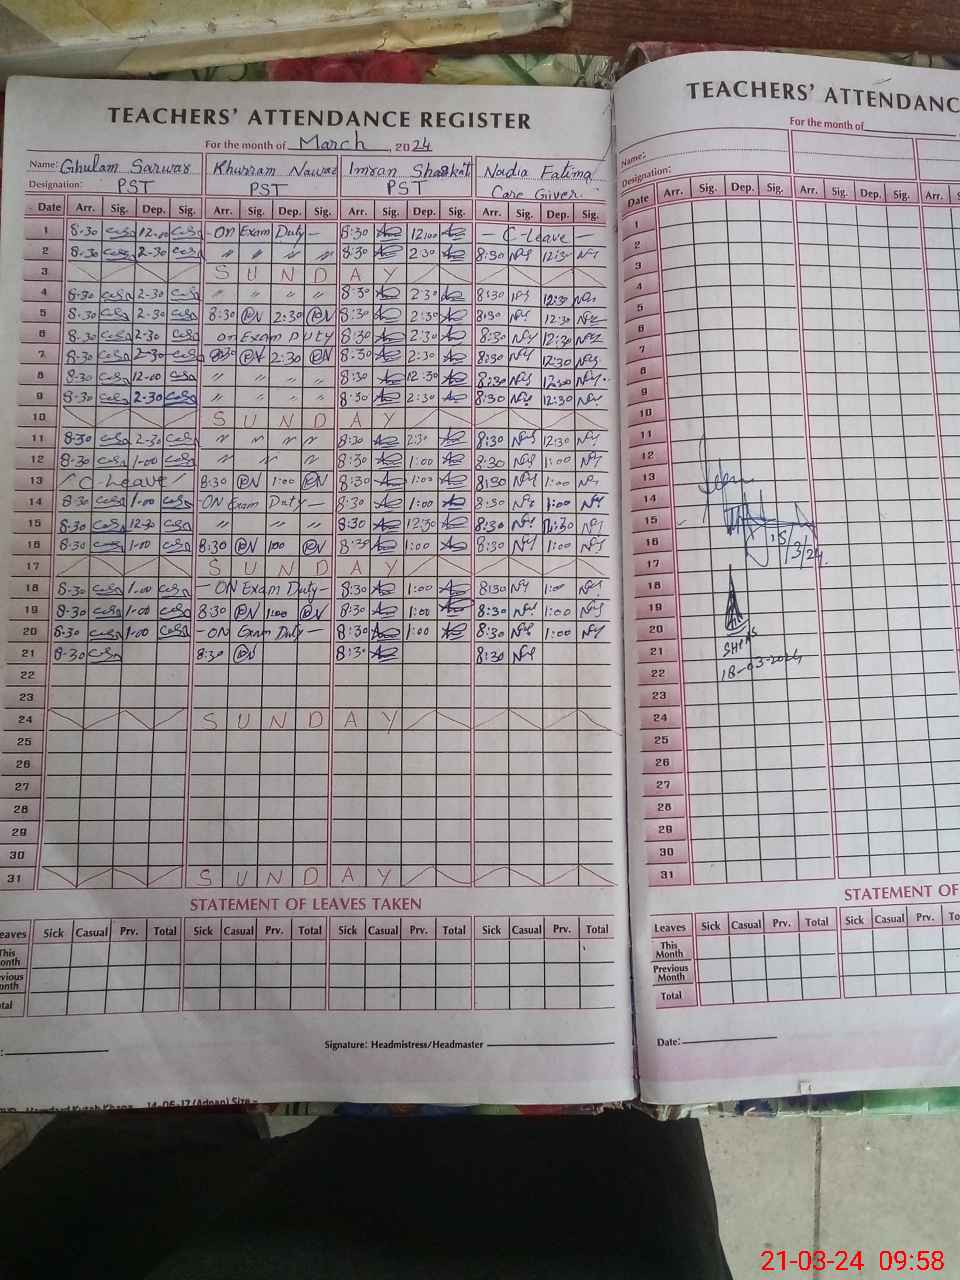 TEACHERS' ATTENDANCE REGISTER
For the month of March, 2024
Name: Ghulam Sarwar Khurram Nawaz Imran Shaukat Nadia Fatima
Designation: PST PST PST Care Giver.
Date Arr. Sig. Dep. Sig. Arr. Sig. Dep. Sig. Arr. Sig. Dep. Sig. Arr. Sig. Dep. Sig.
1 8-30 12-00 - ON Exam Duty - 8:30 12:00 - C-Leave -
2 8-30 2-30 " " " " 8:30 2:30 8:30 12:30
3 S U N D A Y
4 8-30 2-30 " " " " 8:30 2:30 8:30 12:30
5 8-30 2-30 8:30 2:30 8:30 2:30 8:30 12:30
6 8-30 2-30 on Exam DUTY 8:30 2:30 8:30 12:30
7 8-30 2-30 8:30 2:30 8:30 2:30 8:30 12:30
8 8-30 12-00 " " " " 8:30 12:30 8:30
9 8-30 2-30 " " " " 8:30 2:30 8:30 12:30
10 S U N D A Y
11 8-30 2-30 " " " " 8:30 2:30 8:30 12:30
12 8-30 1-00 " " " " 8:30 1:00 8:30 1:00
13 C-Leave 8:30 1:00 8:30 1:00 8:30 1:00
14 8-30 1-00 - ON Exam Duty - 8:30 1:00 8:30 1:00
15 8-30 12-30 " " " " 8:30 12:30 8:30 12:30
16 8-30 1-00 8:30 100 8:30 1:00 8:30 1:00
17 S U N D A Y
18 8-30 1-00 - ON Exam Duty - 8:30 1:00 8:30 1:00
19 8-30 1-00 8:30 1:00 8:30 1:00 8:30 1:00
20 8-30 1-00 - ON Exam Duty - 8:30 1:00 8:30 1:00
21 8-30 8:30 8:30 8:30
22
23
24 S U N D A Y
25
26
27
28
29
30
31 S U N D A Y
STATEMENT OF LEAVES TAKEN
Leaves Sick Casual Prv. Total Sick Casual Prv. Total Sick Casual Prv. Total Sick Casual Prv. Total
This
Month
Previous
Month
Total
Signature: Headmistress/Headmaster
14-06-17 (Adnan) Size
TEACHERS' ATTENDANC
For the month of
Name:
Designation:
Date Arr. Sig. Dep. Sig. Arr. Sig. Dep. Sig. Arr.
1
2
3
4
5
6
7
8
9
10
11
12
13
14
15
16
17
18
19
20
21
22
23
24
25
26
27
28
29
30
31
15/3/24.
18-03-2024
STATEMENT OF
Leaves Sick Casual Prv. Total Sick Casual Prv.
This
Month
Previous
Month
Total
Date:
21-03-24 09:58